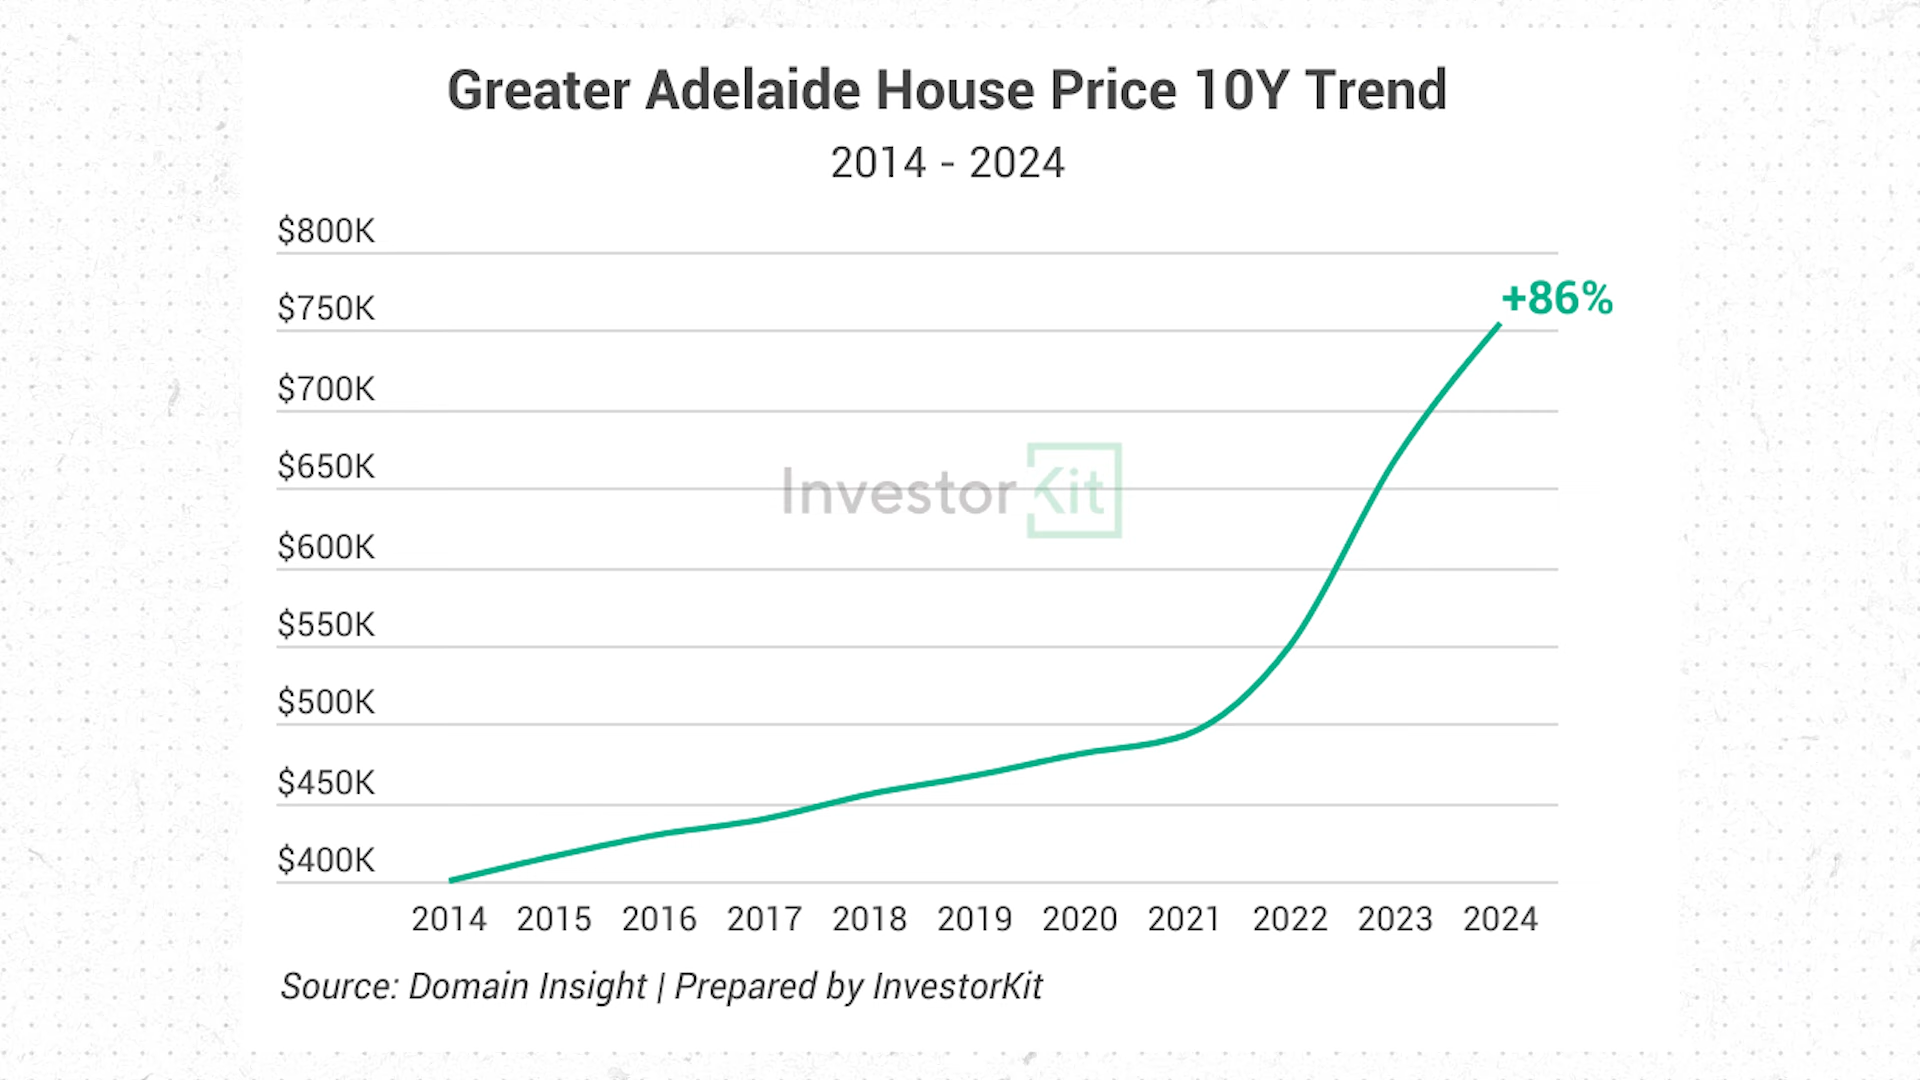 Greater Adelaide House Price 10Y Trend
2014 - 2024
$800K
+86%
$750K
$700K
$650K
InvestorKit
$600K
$550K
$500K
$450K
$400K
2014 2015 2016 2017 2018 2019 2020 2021 2022 2023 2024
Source: Domain Insight | Prepared by InvestorKit